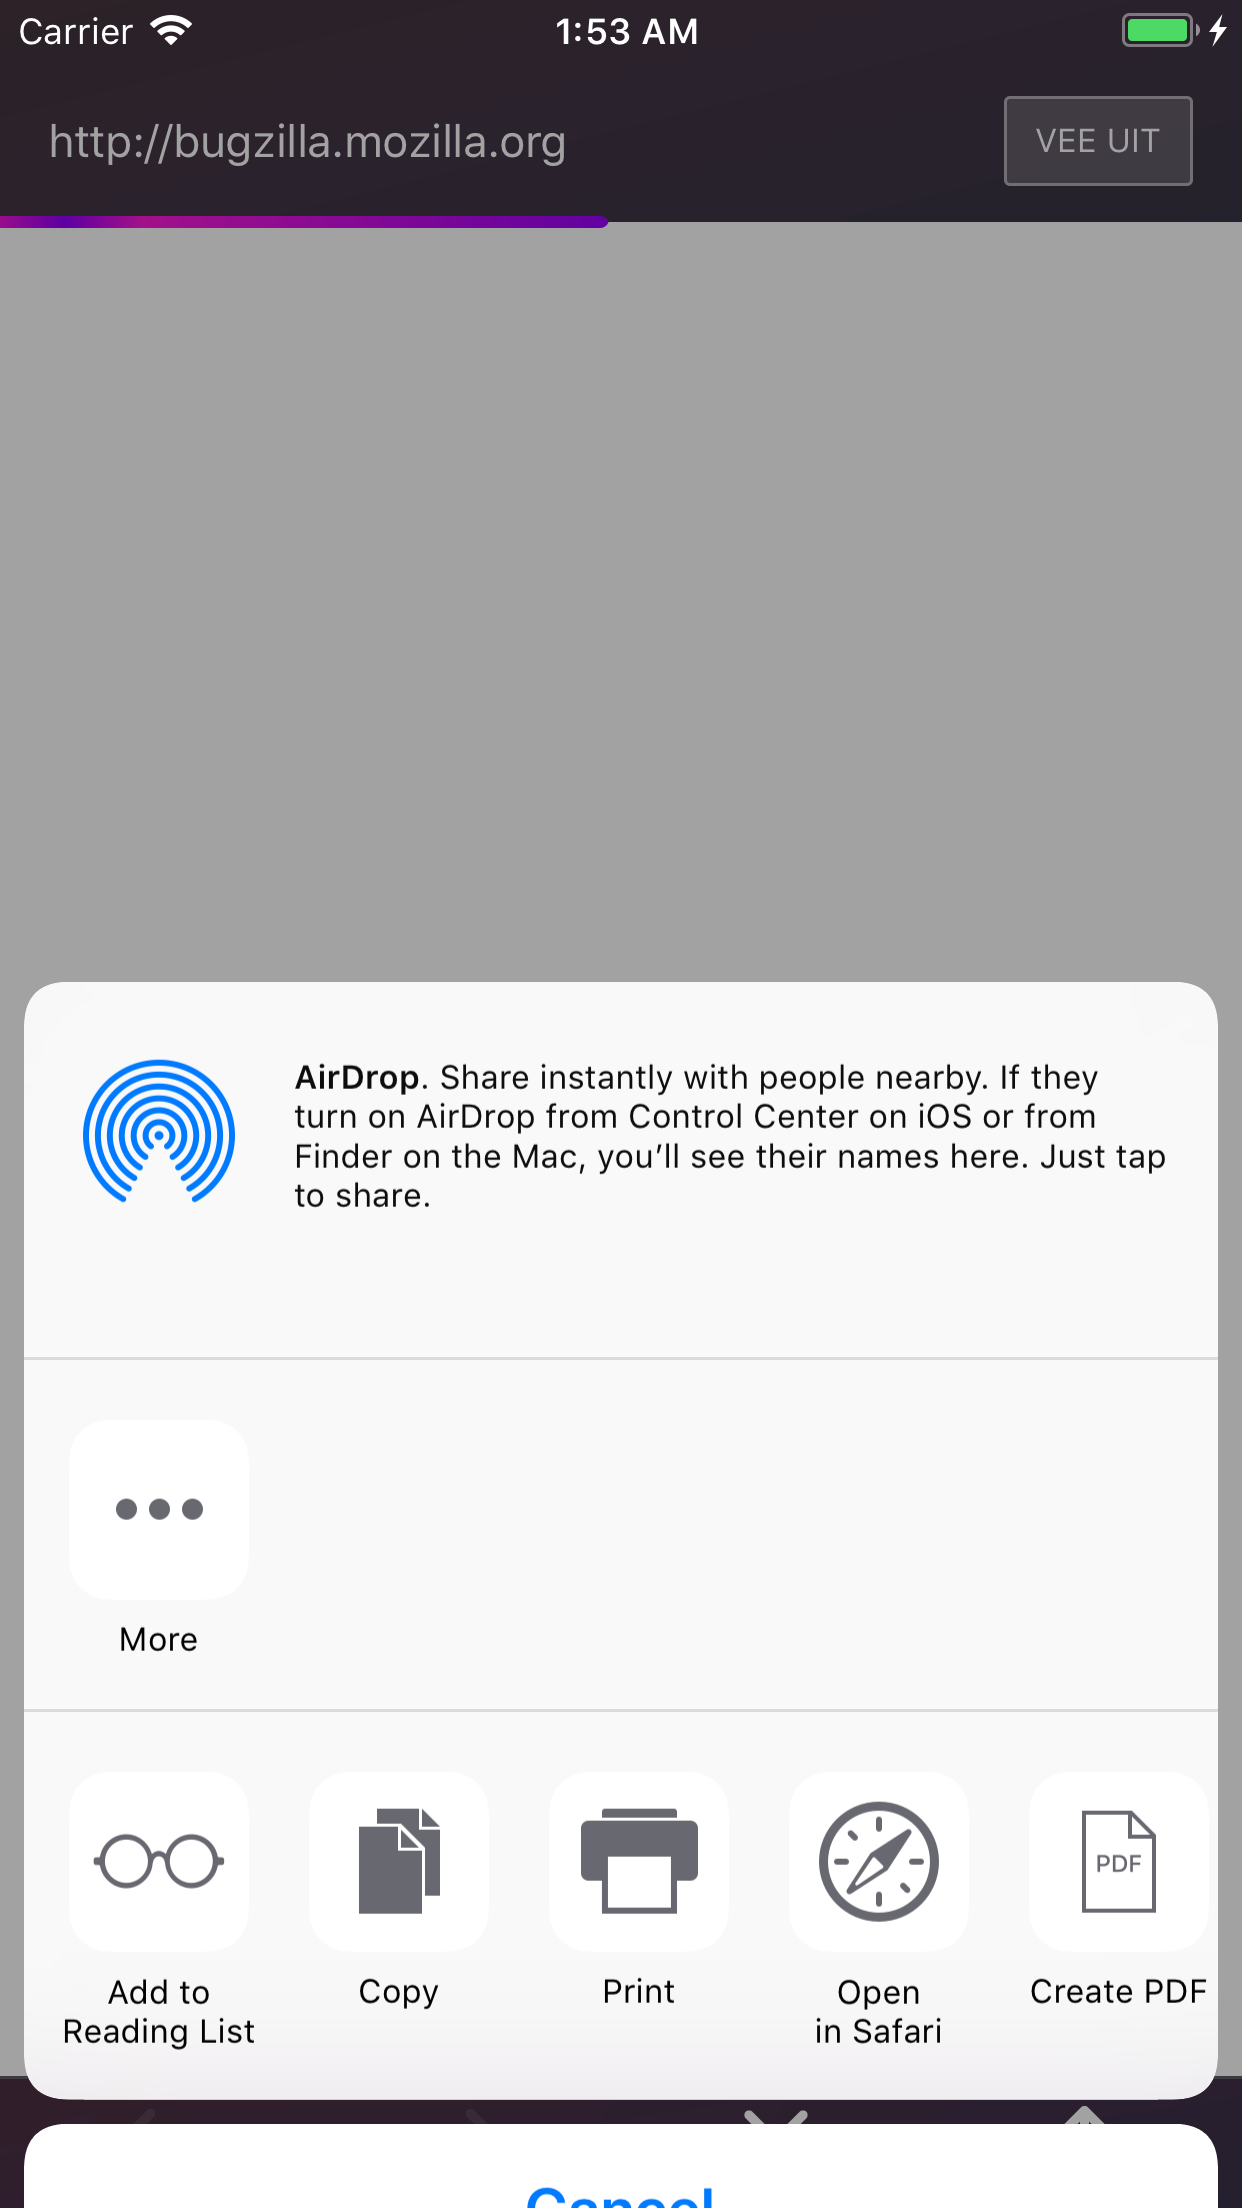 Carrier 1:53 AM
http://bugzilla.mozilla.org VEE UIT
AirDrop. Share instantly with people nearby. If they
turn on AirDrop from Control Center on iOS or from
Finder on the Mac, you’ll see their names here. Just tap
to share.
More
PDF
Add to
Reading List
Copy
Print
Open
in Safari
Create PDF
Cancel